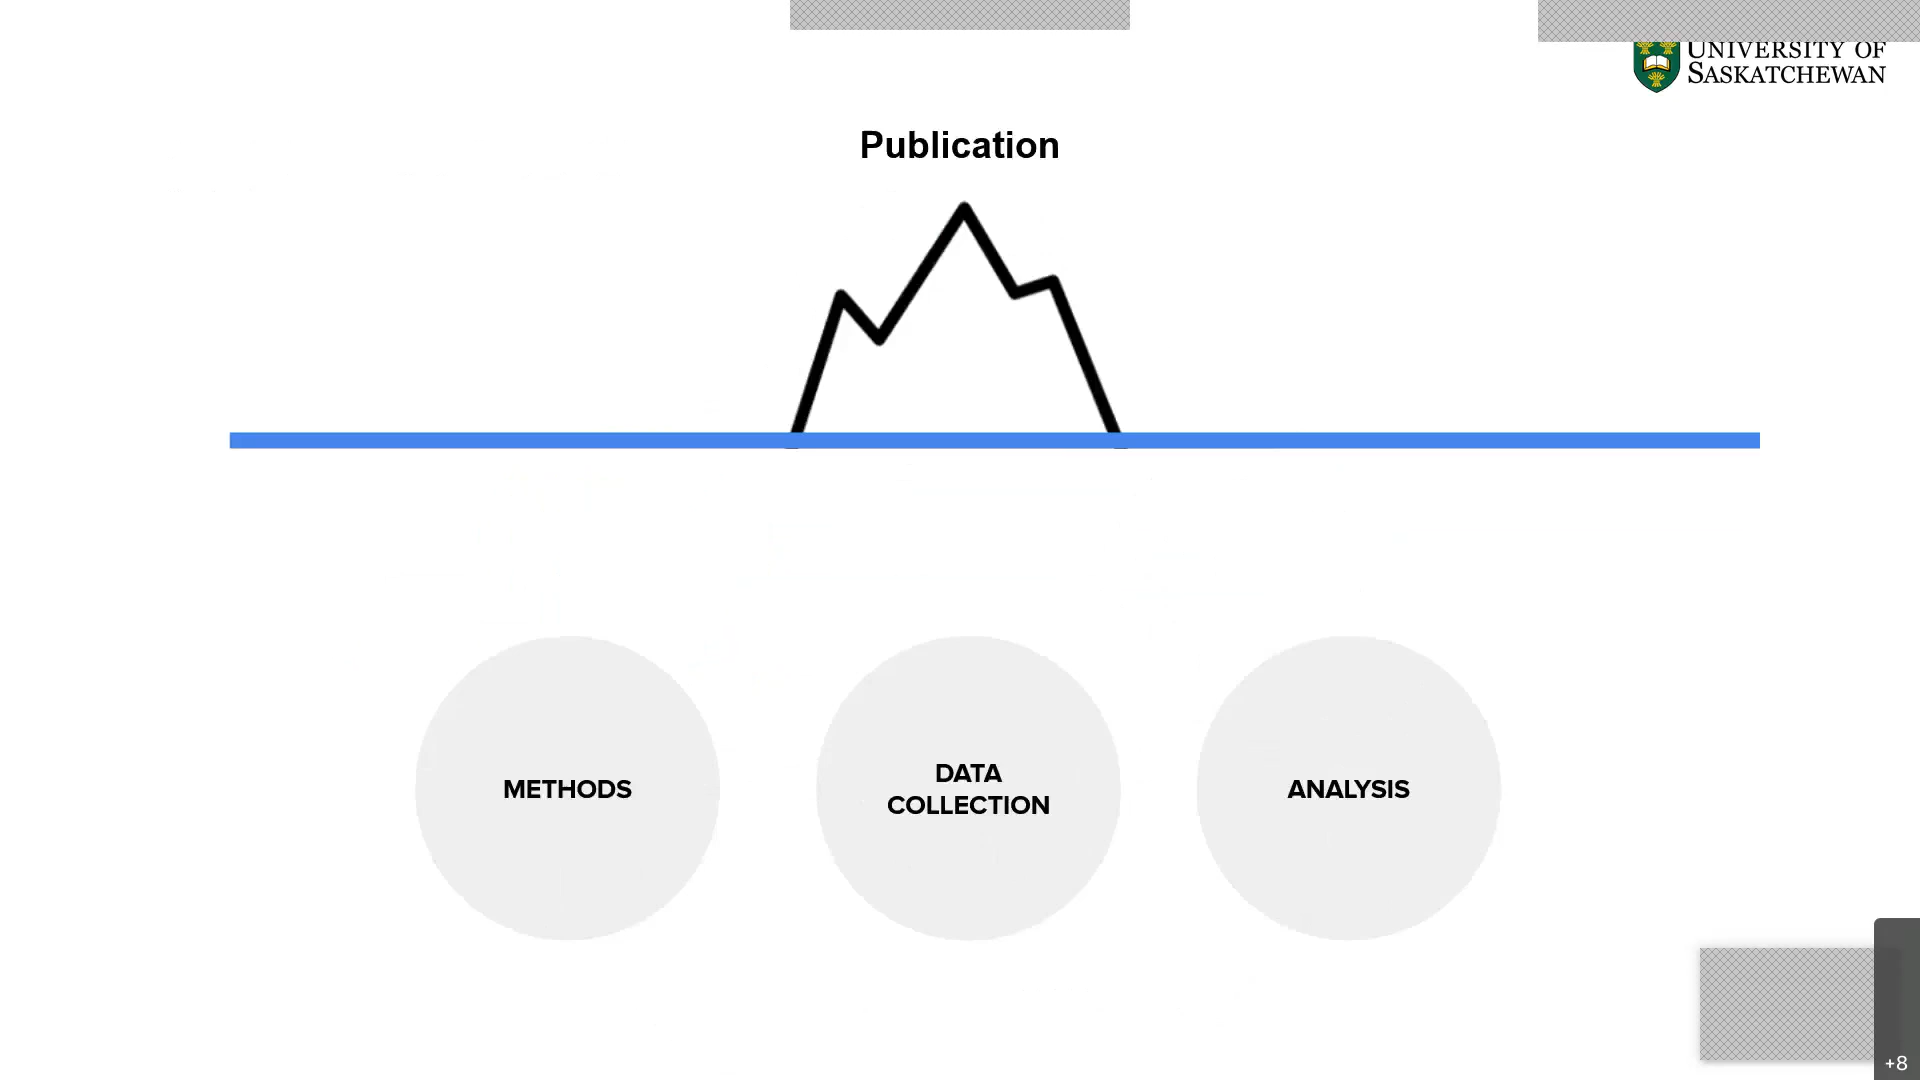 UNIVERSITY OF
SASKATCHEWAN
Publication
METHODS
DATA
COLLECTION
ANALYSIS
+8